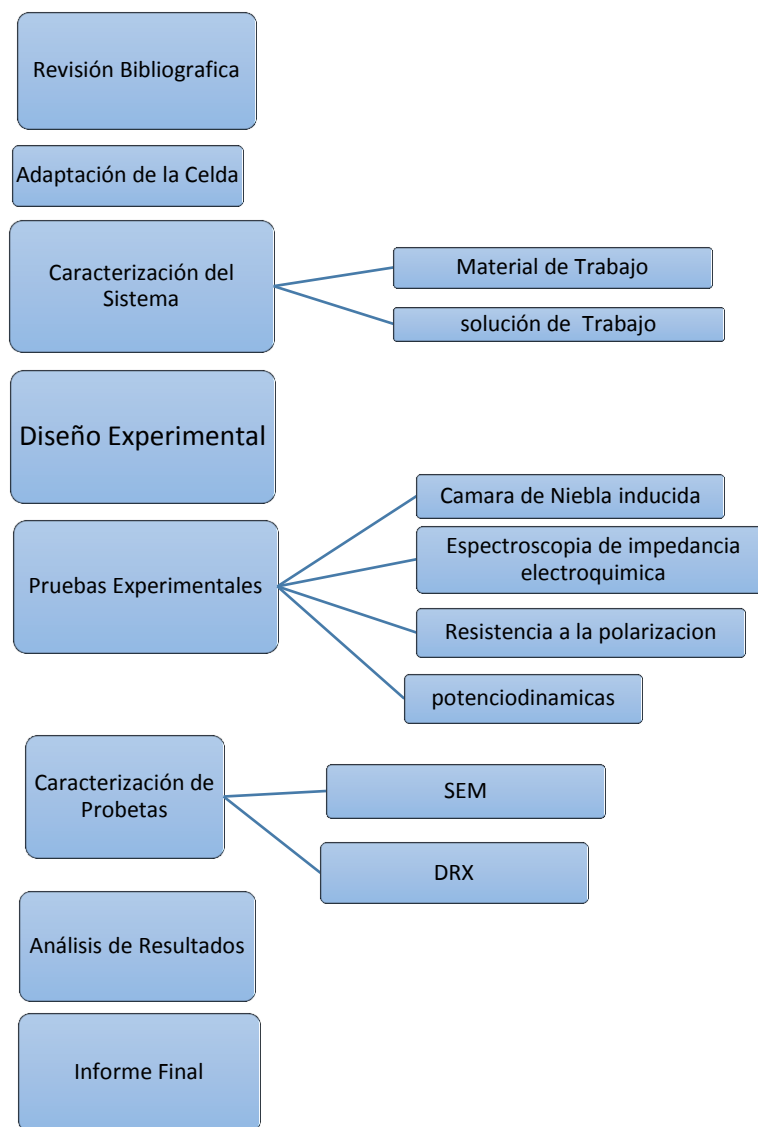 Revisión Bibliografica
Adaptación de la Celda
Caracterización del
Sistema
Material de Trabajo
solución de Trabajo
Diseño Experimental
Pruebas Experimentales
Camara de Niebla inducida
Espectroscopia de impedancia
electroquimica
Resistencia a la polarizacion
potenciodinamicas
Caracterización de
Probetas
SEM
DRX
Análisis de Resultados
Informe Final